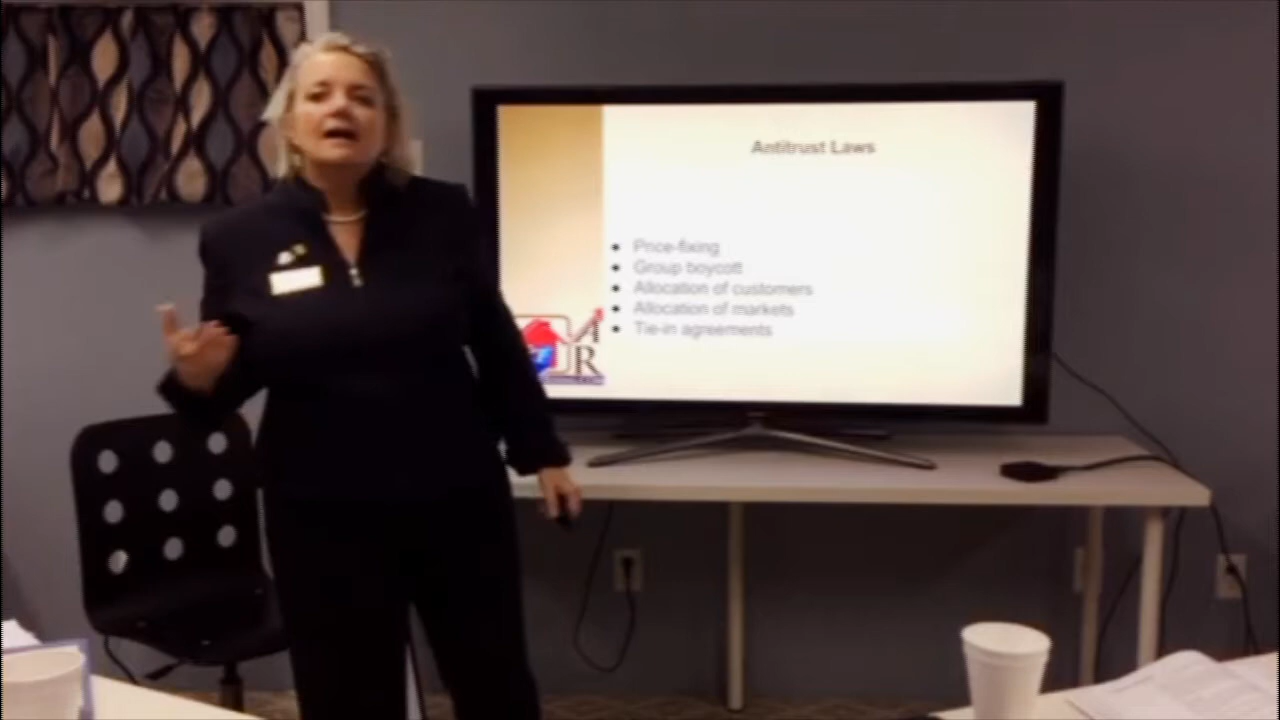 Antitrust Laws
● Price-fixing
● Group boycott
● Allocation of customers
● Allocation of markets
● Tie-in agreements
A
R